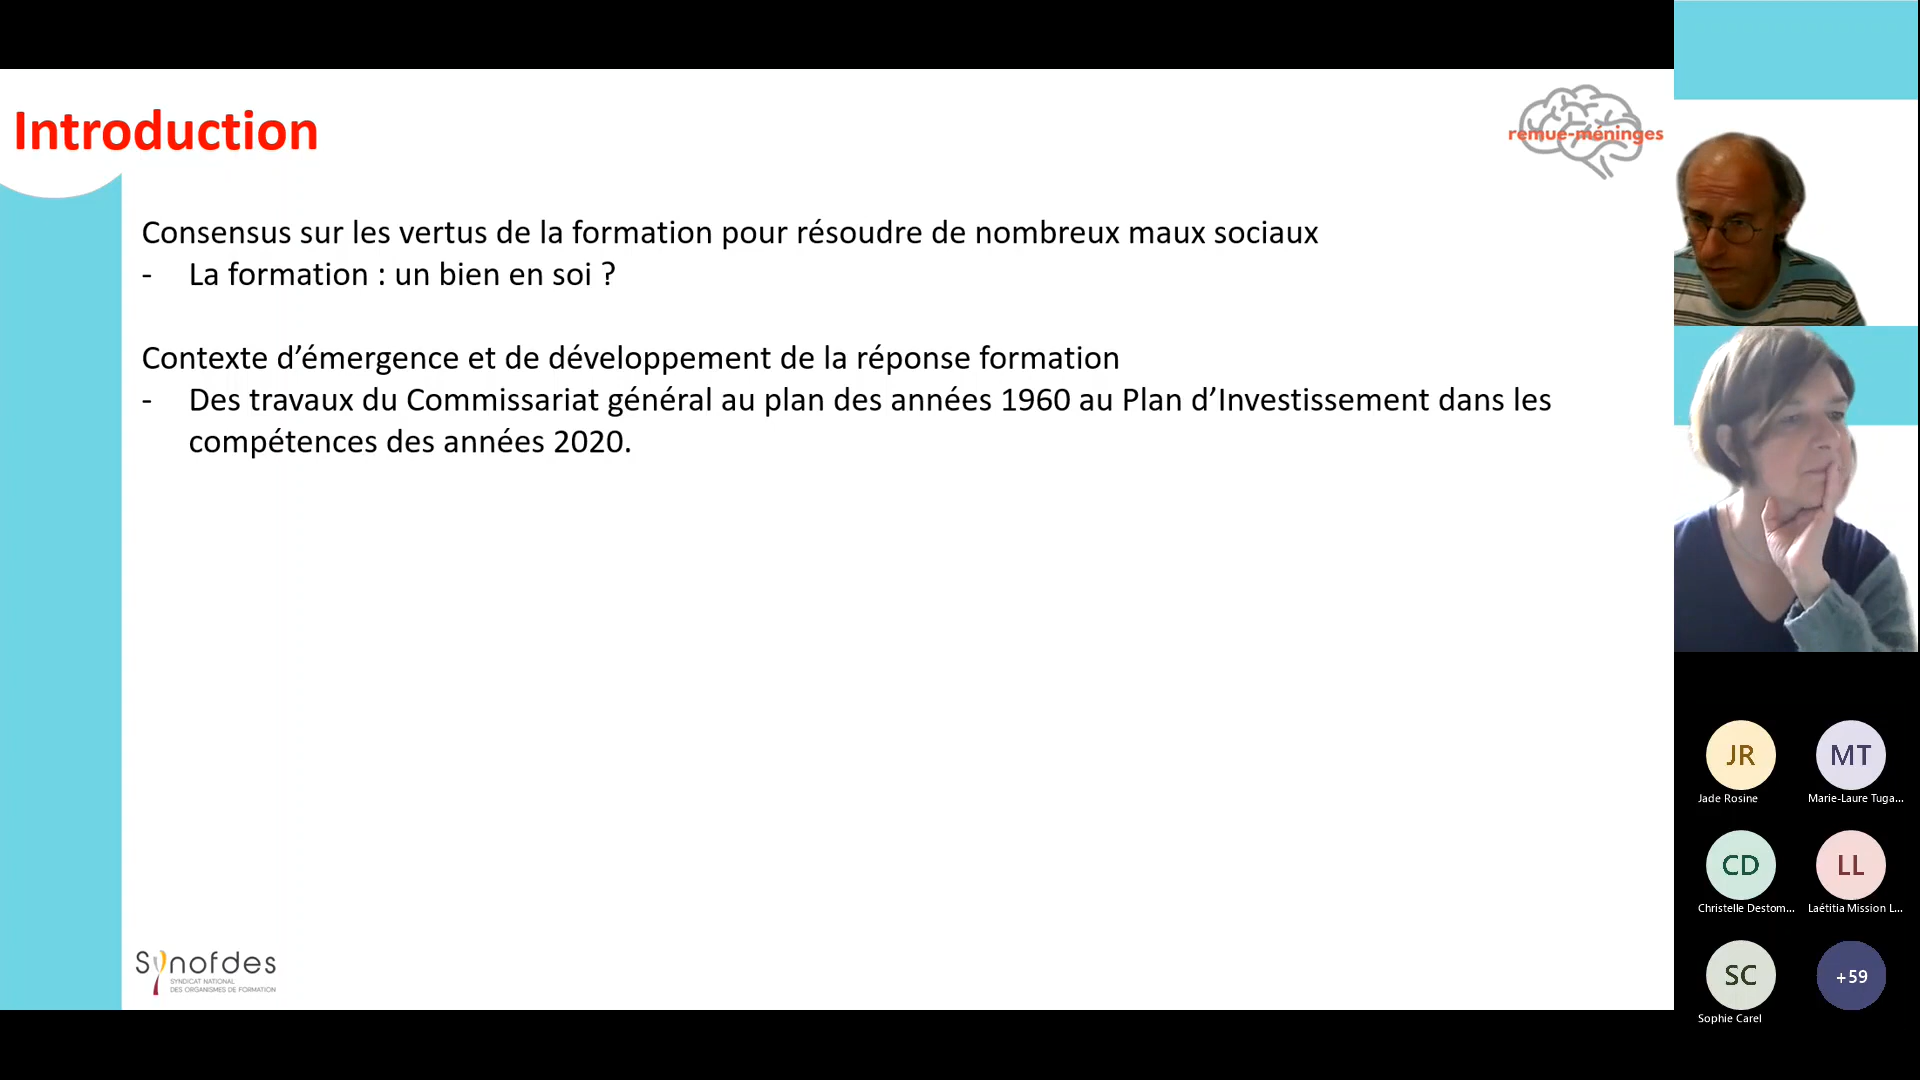 Introduction
remue-méninges
Consensus sur les vertus de la formation pour résoudre de nombreux maux sociaux
- La formation : un bien en soi ?
Contexte d’émergence et de développement de la réponse formation
- Des travaux du Commissariat général au plan des années 1960 au Plan d’Investissement dans les
compétences des années 2020.
Synofdes
SYNDICAT NATIONAL
DES ORGANISMES DE FORMATION
JR
MT
Jade Rosine
Marie-Laure Tuga...
CD
LL
Christelle Destom...
Laétitia Mission L...
SC
+59
Sophie Carel